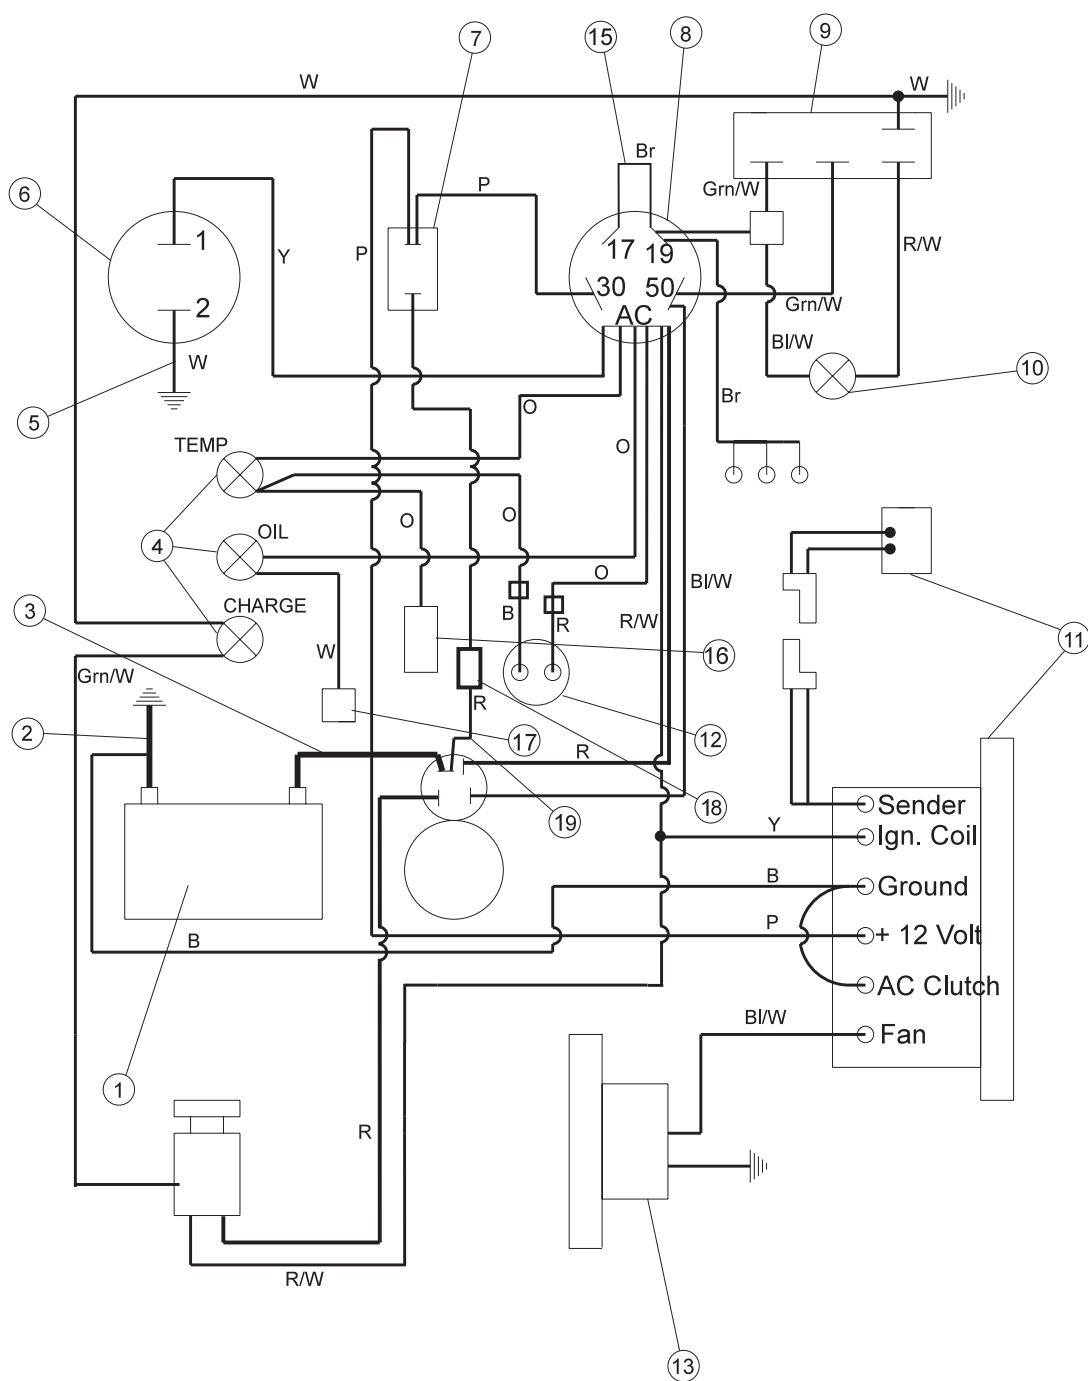 15
8
9
7
W
W
Br
6
P
Grn/W
1
17
19
R/W
P
Y
30
50
2
Grn/W
AC
W
Bl/W
10
5
O
Br
TEMP
O
O
O
OIL
4
Bl/W
O
3
CHARGE
B
R
R/W
11
W
16
Grn/W
R
2
17
12
R
19
18
Sender
Y
Ign. Coil
B
Ground
P
+ 12 Volt
B
AC Clutch
Bl/W
Fan
1
R
R/W
13